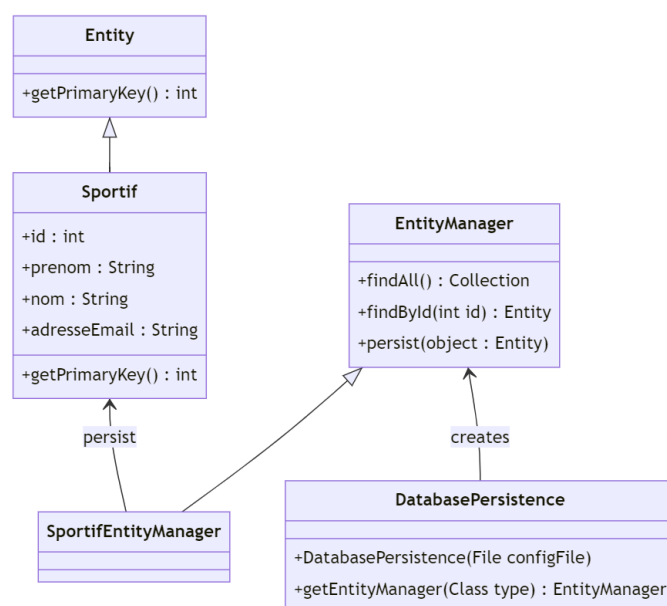 Entity
+getPrimaryKey() : int
Sportif
+id : int
+prenom : String
+nom : String
+adresseEmail : String
+getPrimaryKey() : int
EntityManager
+findAll() : Collection
+findById(int id) : Entity
+persist(object : Entity)
persist
creates
SportifEntityManager
DatabasePersistence
+DatabasePersistence(File configFile)
+getEntityManager(Class type) : EntityManager